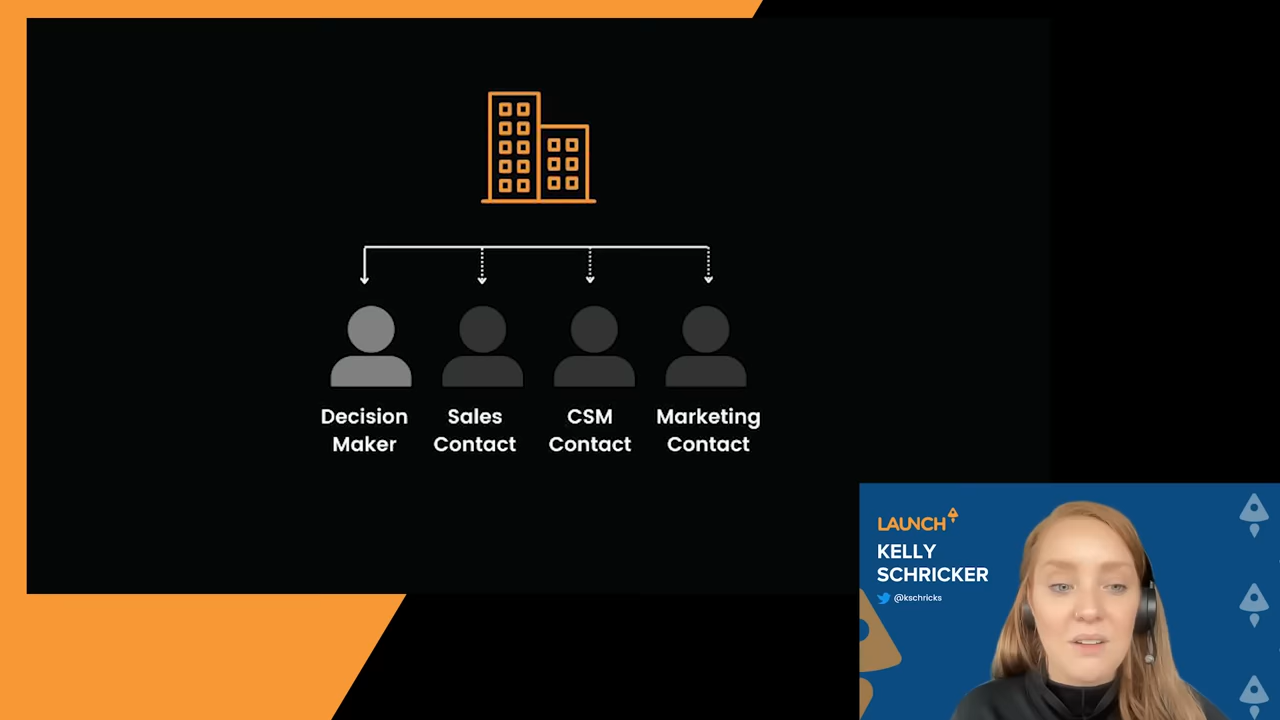 Decision
Maker
Sales
Contact
CSM
Contact
Marketing
Contact
LAUNCH
KELLY
SCHRICKER
@kschricks